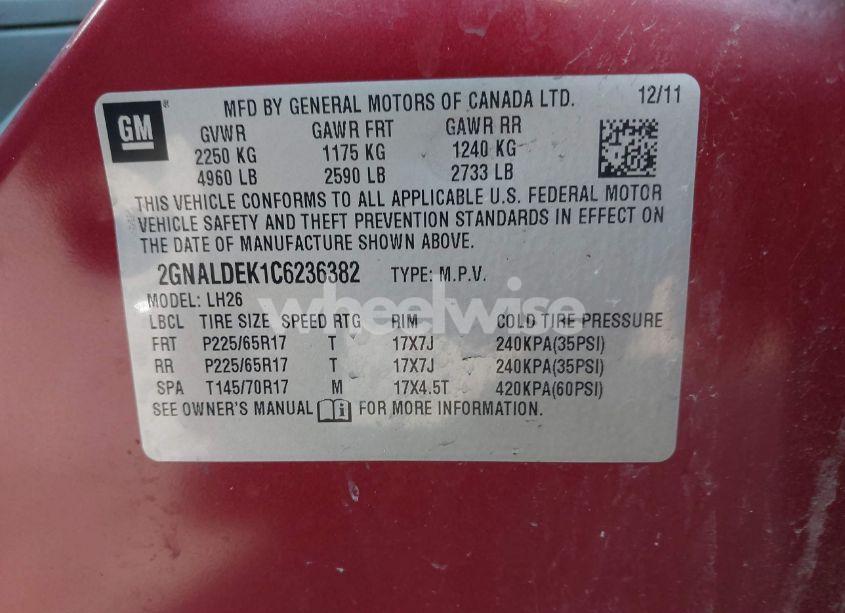 GM
MFD BY GENERAL MOTORS OF CANADA LTD. 12/11
GVWR GAWR FRT GAWR RR
2250 KG 1175 KG 1240 KG
4960 LB 2590 LB 2733 LB
THIS VEHICLE CONFORMS TO ALL APPLICABLE U.S. FEDERAL MOTOR
VEHICLE SAFETY AND THEFT PREVENTION STANDARDS IN EFFECT ON
THE DATE OF MANUFACTURE SHOWN ABOVE.
2GNALDEK1C6236382 TYPE: M.P.V.
MODEL: LH26
wheelwise
LBCL TIRE SIZE SPEED RTG RIM COLD TIRE PRESSURE
FRT P225/65R17 T 17X7J 240KPA(35PSI)
RR P225/65R17 T 17X7J 240KPA(35PSI)
SPA T145/70R17 M 17X4.5T 420KPA(60PSI)
SEE OWNER'S MANUAL FOR MORE INFORMATION.